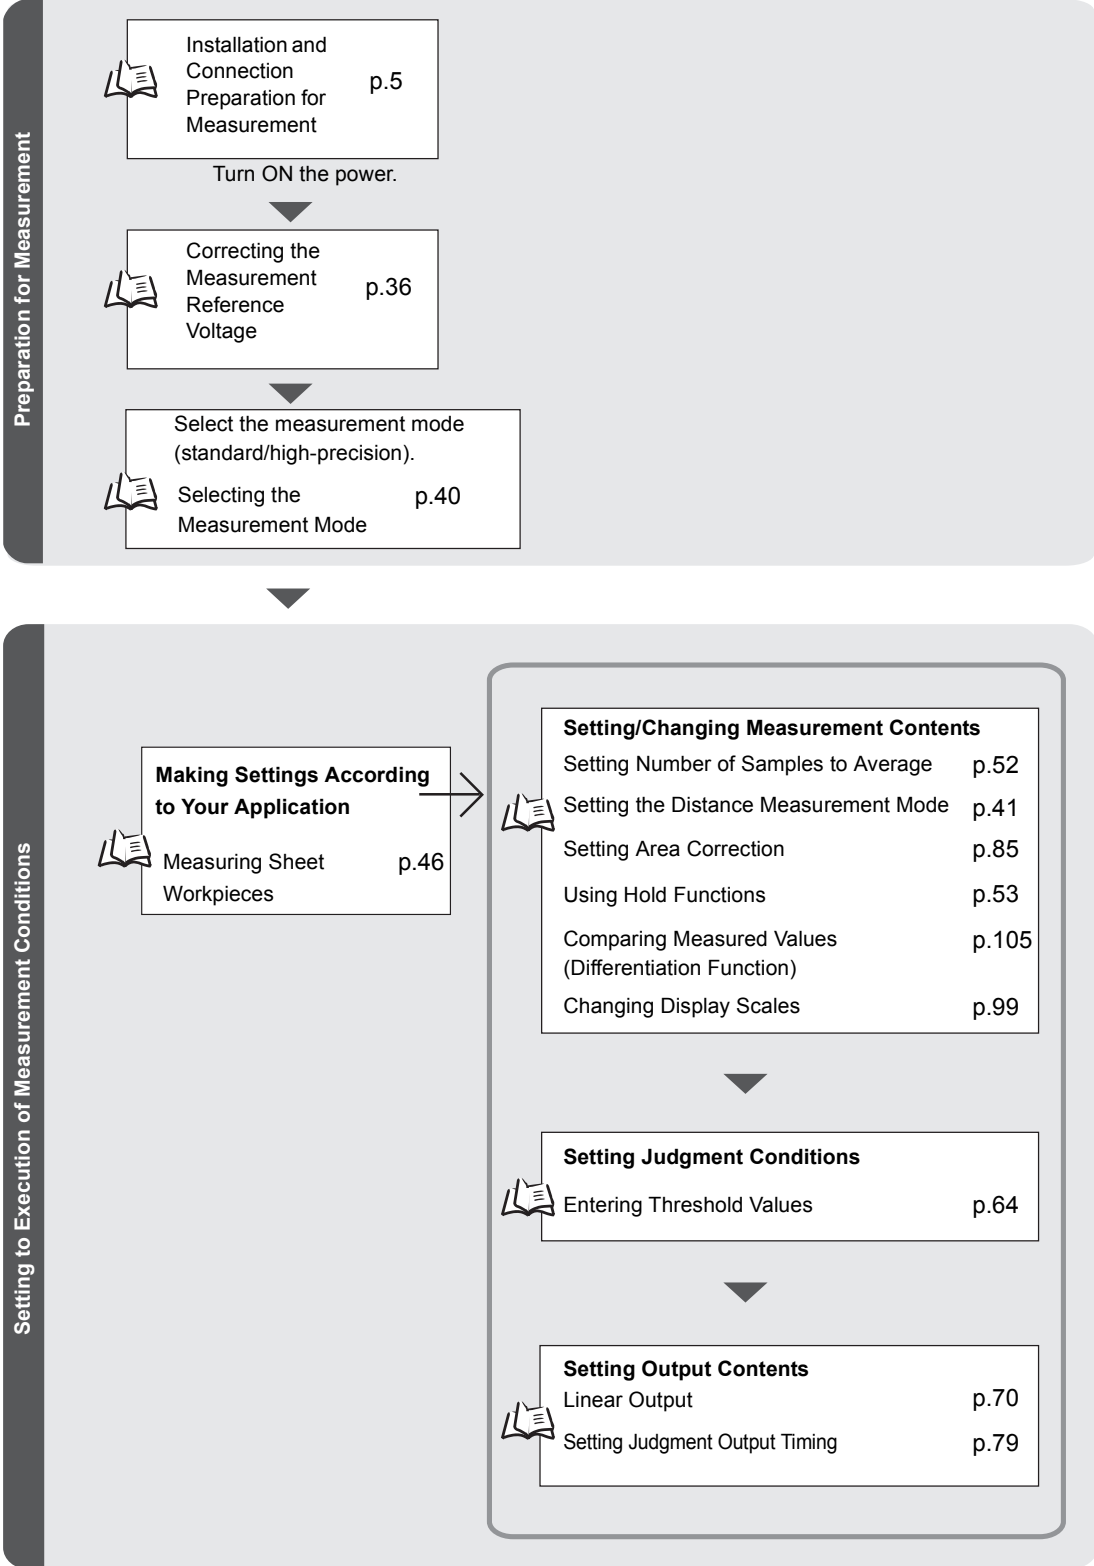 Preparation for Measurement
Installation and
Connection
Preparation for
Measurement
p.5
Turn ON the power.
Correcting the
Measurement
Reference
Voltage
p.36
Select the measurement mode
(standard/high-precision).
Selecting the
Measurement Mode
p.40
Setting to Execution of Measurement Conditions
Making Settings According
to Your Application
Measuring Sheet
Workpieces
p.46
Setting/Changing Measurement Contents
Setting Number of Samples to Average p.52
Setting the Distance Measurement Mode p.41
Setting Area Correction p.85
Using Hold Functions p.53
Comparing Measured Values p.105
(Differentiation Function)
Changing Display Scales p.99
Setting Judgment Conditions
Entering Threshold Values p.64
Setting Output Contents
Linear Output p.70
Setting Judgment Output Timing p.79